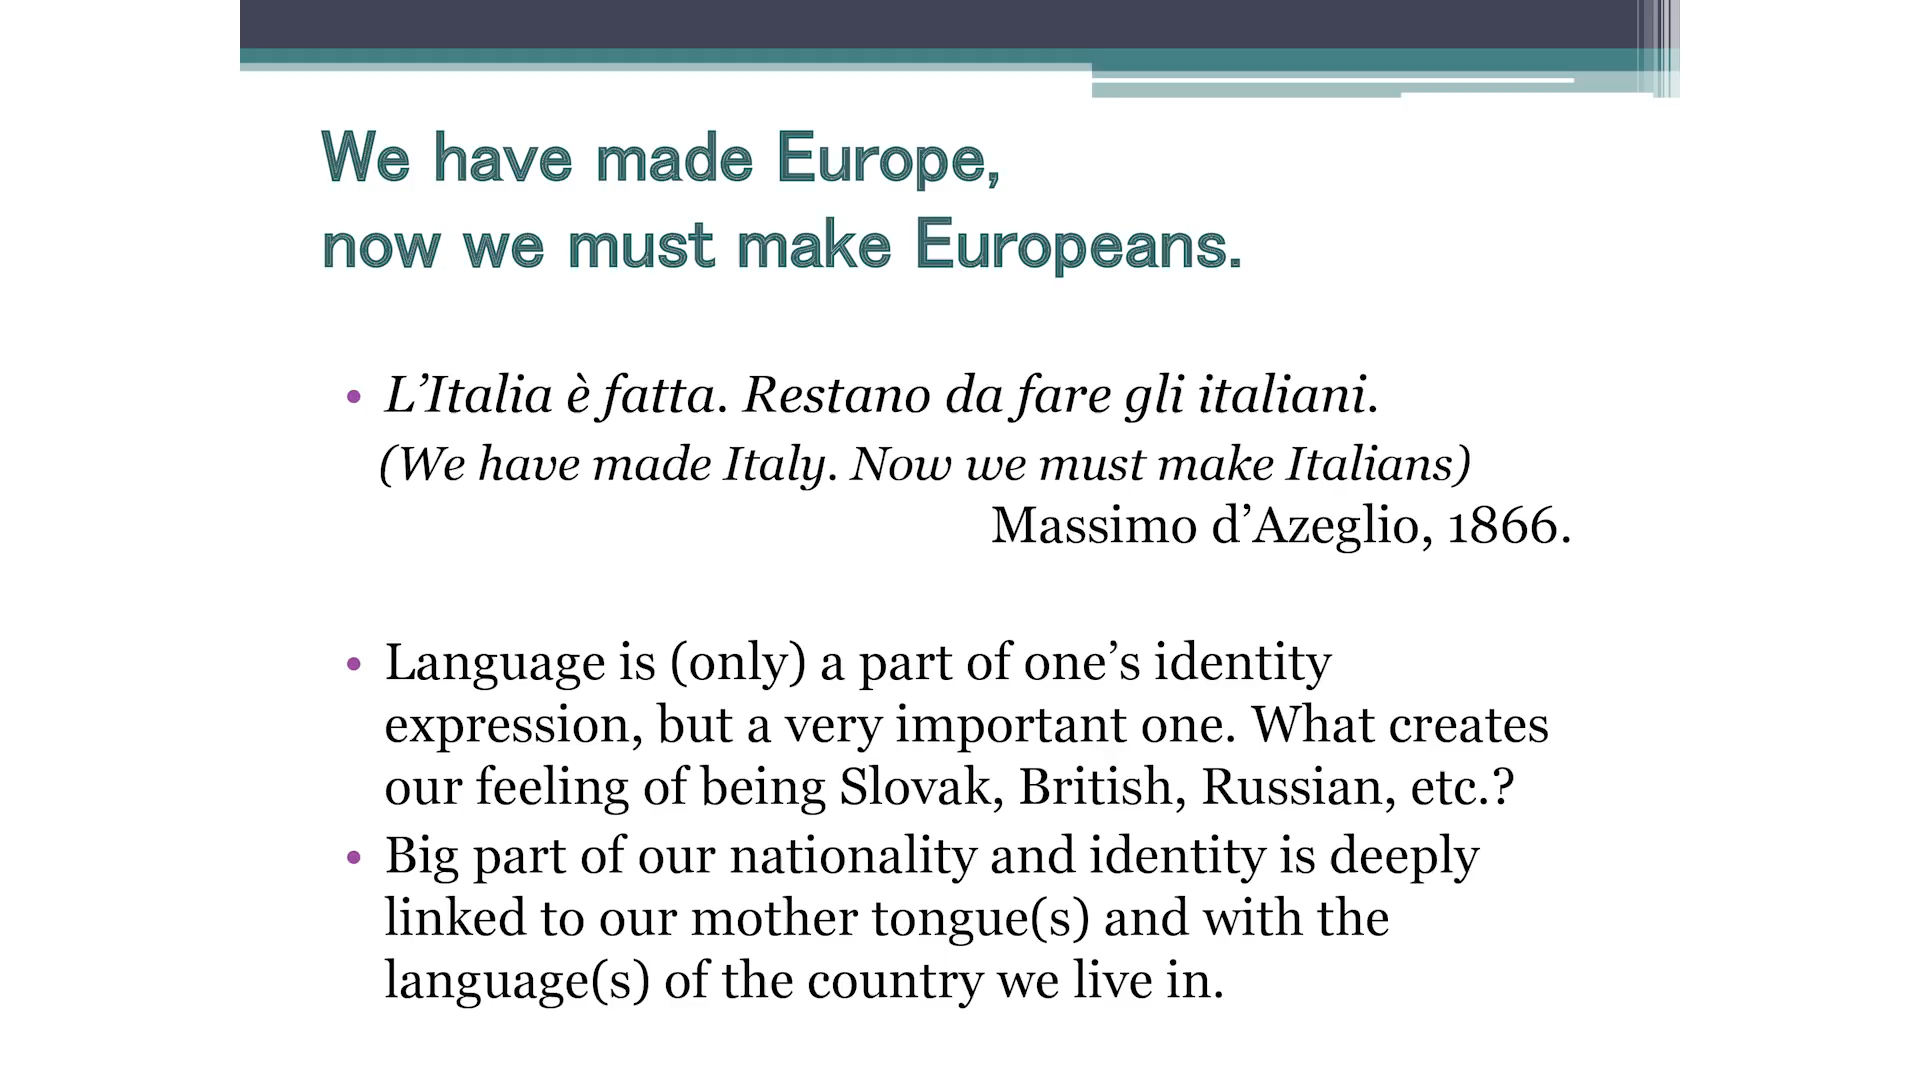 We have made Europe,
now we must make Europeans.
• L’Italia è fatta. Restano da fare gli italiani.
(We have made Italy. Now we must make Italians)
Massimo d’Azeglio, 1866.
• Language is (only) a part of one’s identity
expression, but a very important one. What creates
our feeling of being Slovak, British, Russian, etc.?
• Big part of our nationality and identity is deeply
linked to our mother tongue(s) and with the
language(s) of the country we live in.